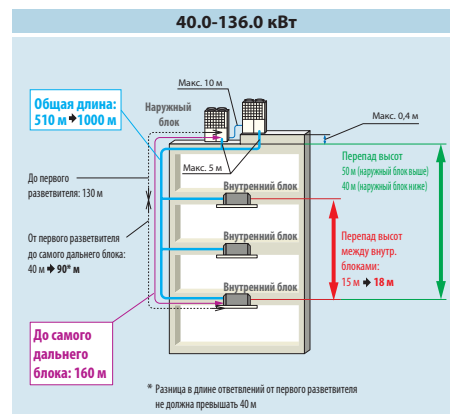 40.0-136.0 кВт
Макс. 10 м
Наружный
блок
Макс. 0,4 м
Общая длина:
510 м ➔ 1000 м
Макс. 5 м
Перепад высот
50 м (наружный блок выше)
40 м (наружный блок ниже)
До первого
разветвителя: 130 м
Внутренний блок
От первого разветвителя
до самого дальнего блока:
40 м ➔ 90* м
Внутренний блок
Перепад высот
между внутр.
блоками:
15 м ➔ 18 м
Внутренний блок
До самого
дальнего
блока: 160 м
* Разница в длине ответвлений от первого разветвителя
не должна превышать 40 м